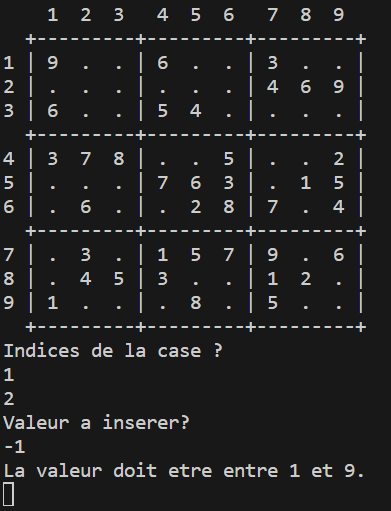 1  2  3   4  5  6   7  8  9
  +---------+---------+---------+
1 | 9  .  . | 6  .  . | 3  .  . |
2 | .  .  . | .  .  . | 4  6  9 |
3 | 6  .  . | 5  4  . | .  .  . |
  +---------+---------+---------+
4 | 3  7  8 | .  .  5 | .  .  2 |
5 | .  .  . | 7  6  3 | .  1  5 |
6 | .  6  . | .  2  8 | 7  .  4 |
  +---------+---------+---------+
7 | .  3  . | 1  5  7 | 9  .  6 |
8 | .  4  5 | 3  .  . | 1  2  . |
9 | 1  .  . | .  8  . | 5  .  . |
  +---------+---------+---------+
Indices de la case ?
1
2
Valeur a inserer?
-1
La valeur doit etre entre 1 et 9.